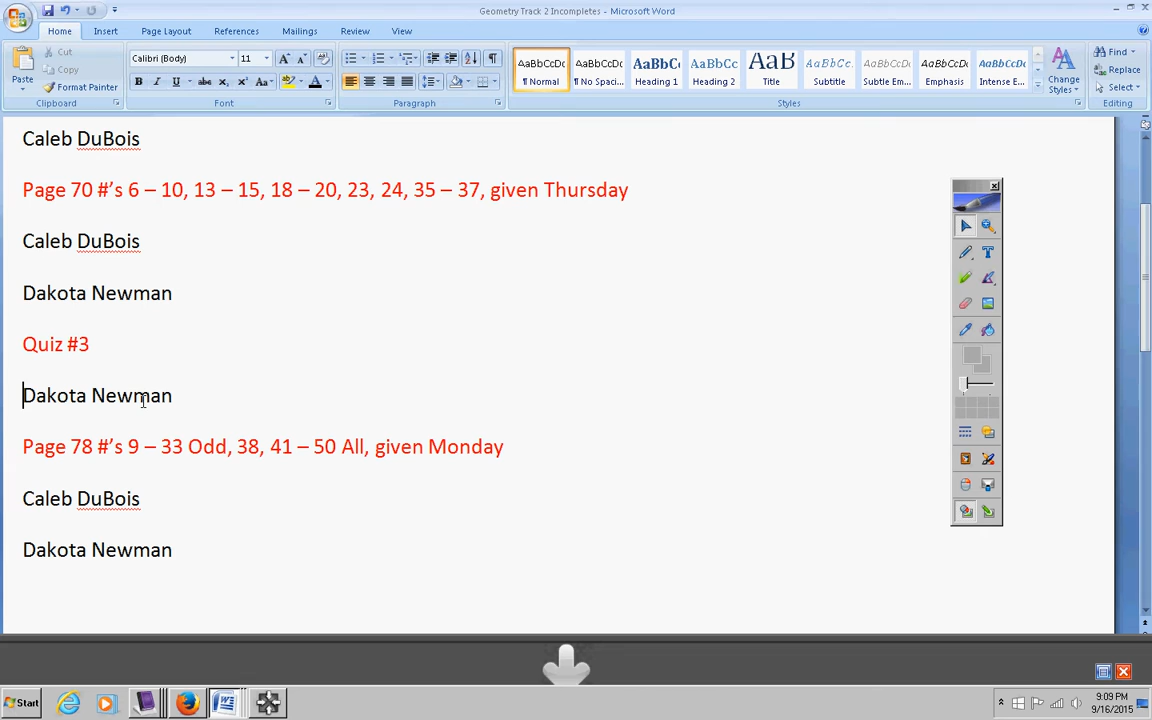 Geometry Track 2 Incompletes - Microsoft Word
Home Insert Page Layout References Mailings Review View
Paste
Cut
Copy
Format Painter
Clipboard
Calibri (Body) 11
B I U abc x, x² Aa
Font
Paragraph
AaBbCcDc AaBbCcDc AaBbC AaBbCc AaB AaBbCc. AaBbCcDc AaBbCcDc AaBbCcDc
¶ Normal ¶ No Spaci... Heading 1 Heading 2 Title Subtitle Subtle Em... Emphasis Intense E...
Change Styles
Styles
Find
Replace
Select
Editing
Caleb DuBois
Page 70 #’s 6 – 10, 13 – 15, 18 – 20, 23, 24, 35 – 37, given Thursday
Caleb DuBois
Dakota Newman
Quiz #3
Dakota Newman
Page 78 #’s 9 – 33 Odd, 38, 41 – 50 All, given Monday
Caleb DuBois
Dakota Newman
Start
9:09 PM
9/16/2015